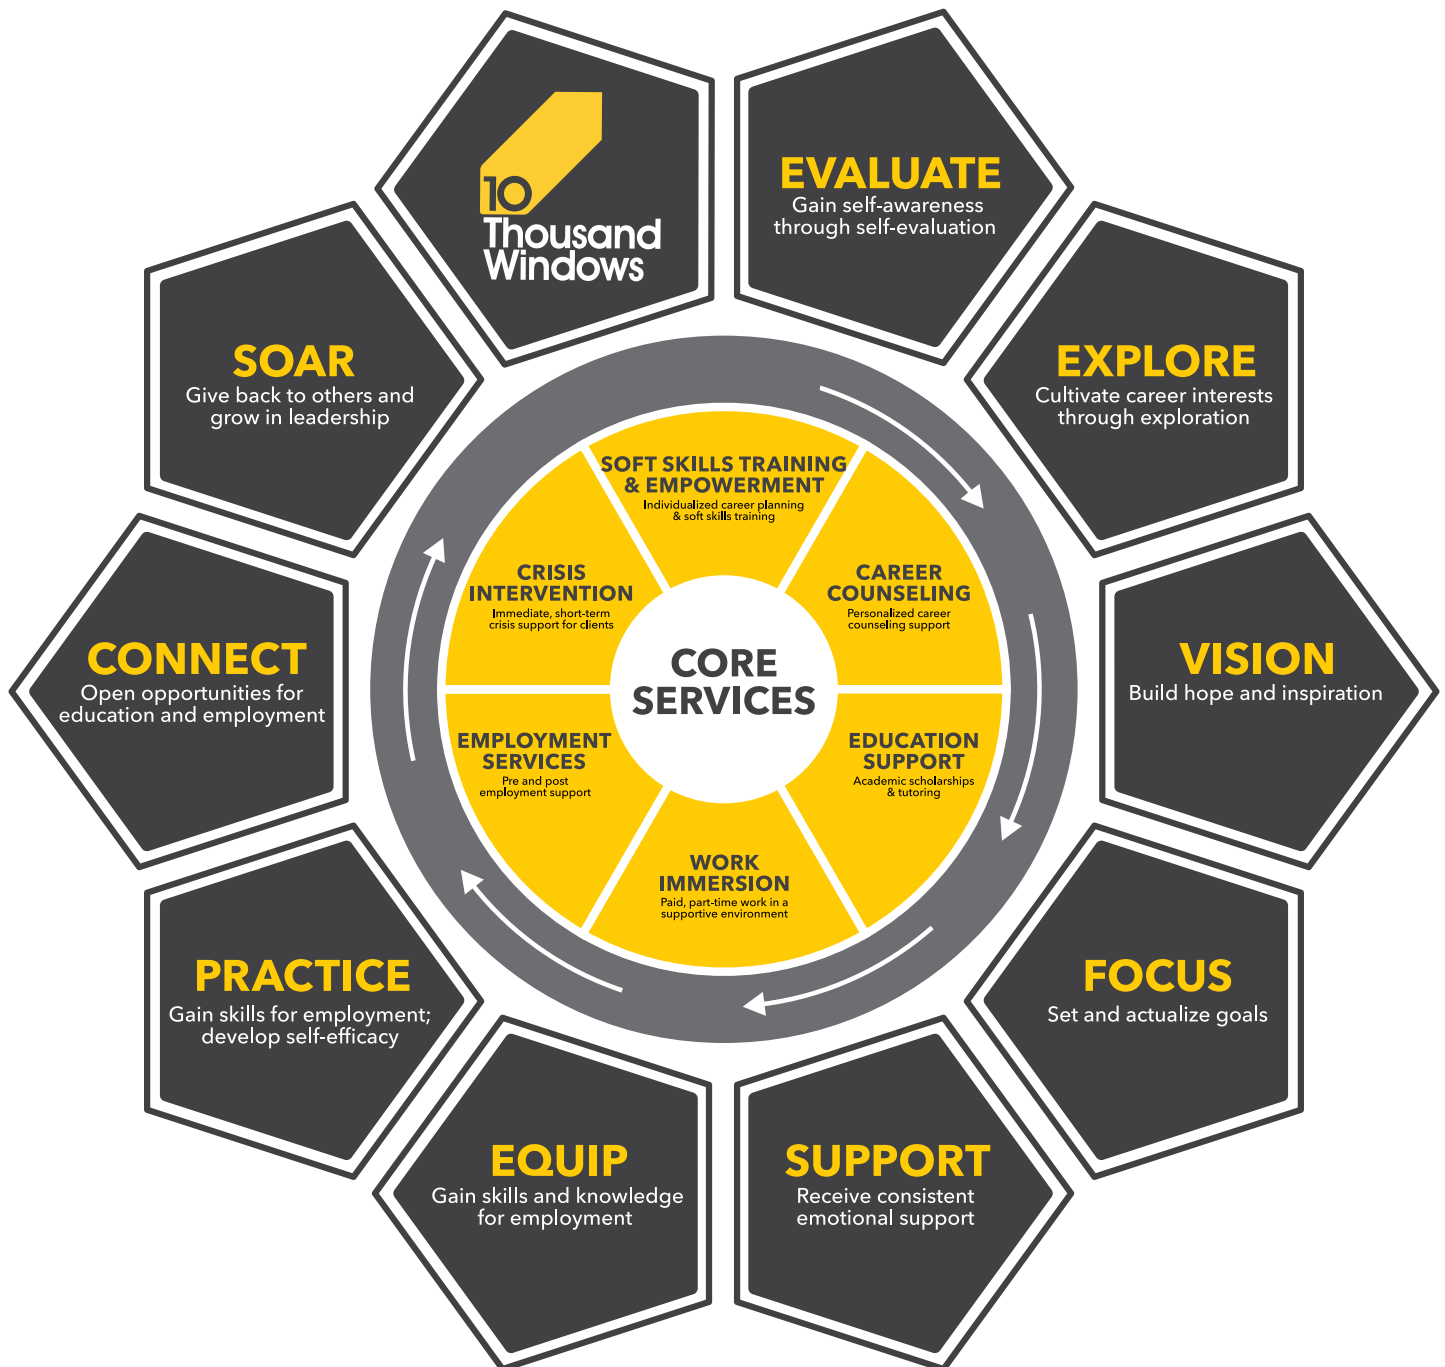 10
Thousand
Windows
EVALUATE
Gain self-awareness
through self-evaluation
EXPLORE
Cultivate career interests
through exploration
VISION
Build hope and inspiration
FOCUS
Set and actualize goals
SUPPORT
Receive consistent
emotional support
EQUIP
Gain skills and knowledge
for employment
PRACTICE
Gain skills for employment;
develop self-efficacy
CONNECT
Open opportunities for
education and employment
SOAR
Give back to others and
grow in leadership
CORE
SERVICES
SOFT SKILLS TRAINING
& EMPOWERMENT
Individualized career planning
& soft skills training
CAREER
COUNSELING
Personalized career
counseling support
EDUCATION
SUPPORT
Academic scholarships
& tutoring
WORK
IMMERSION
Paid, part-time work in a
supportive environment
EMPLOYMENT
SERVICES
Pre and post
employment support
CRISIS
INTERVENTION
Immediate, short-term
crisis support for clients